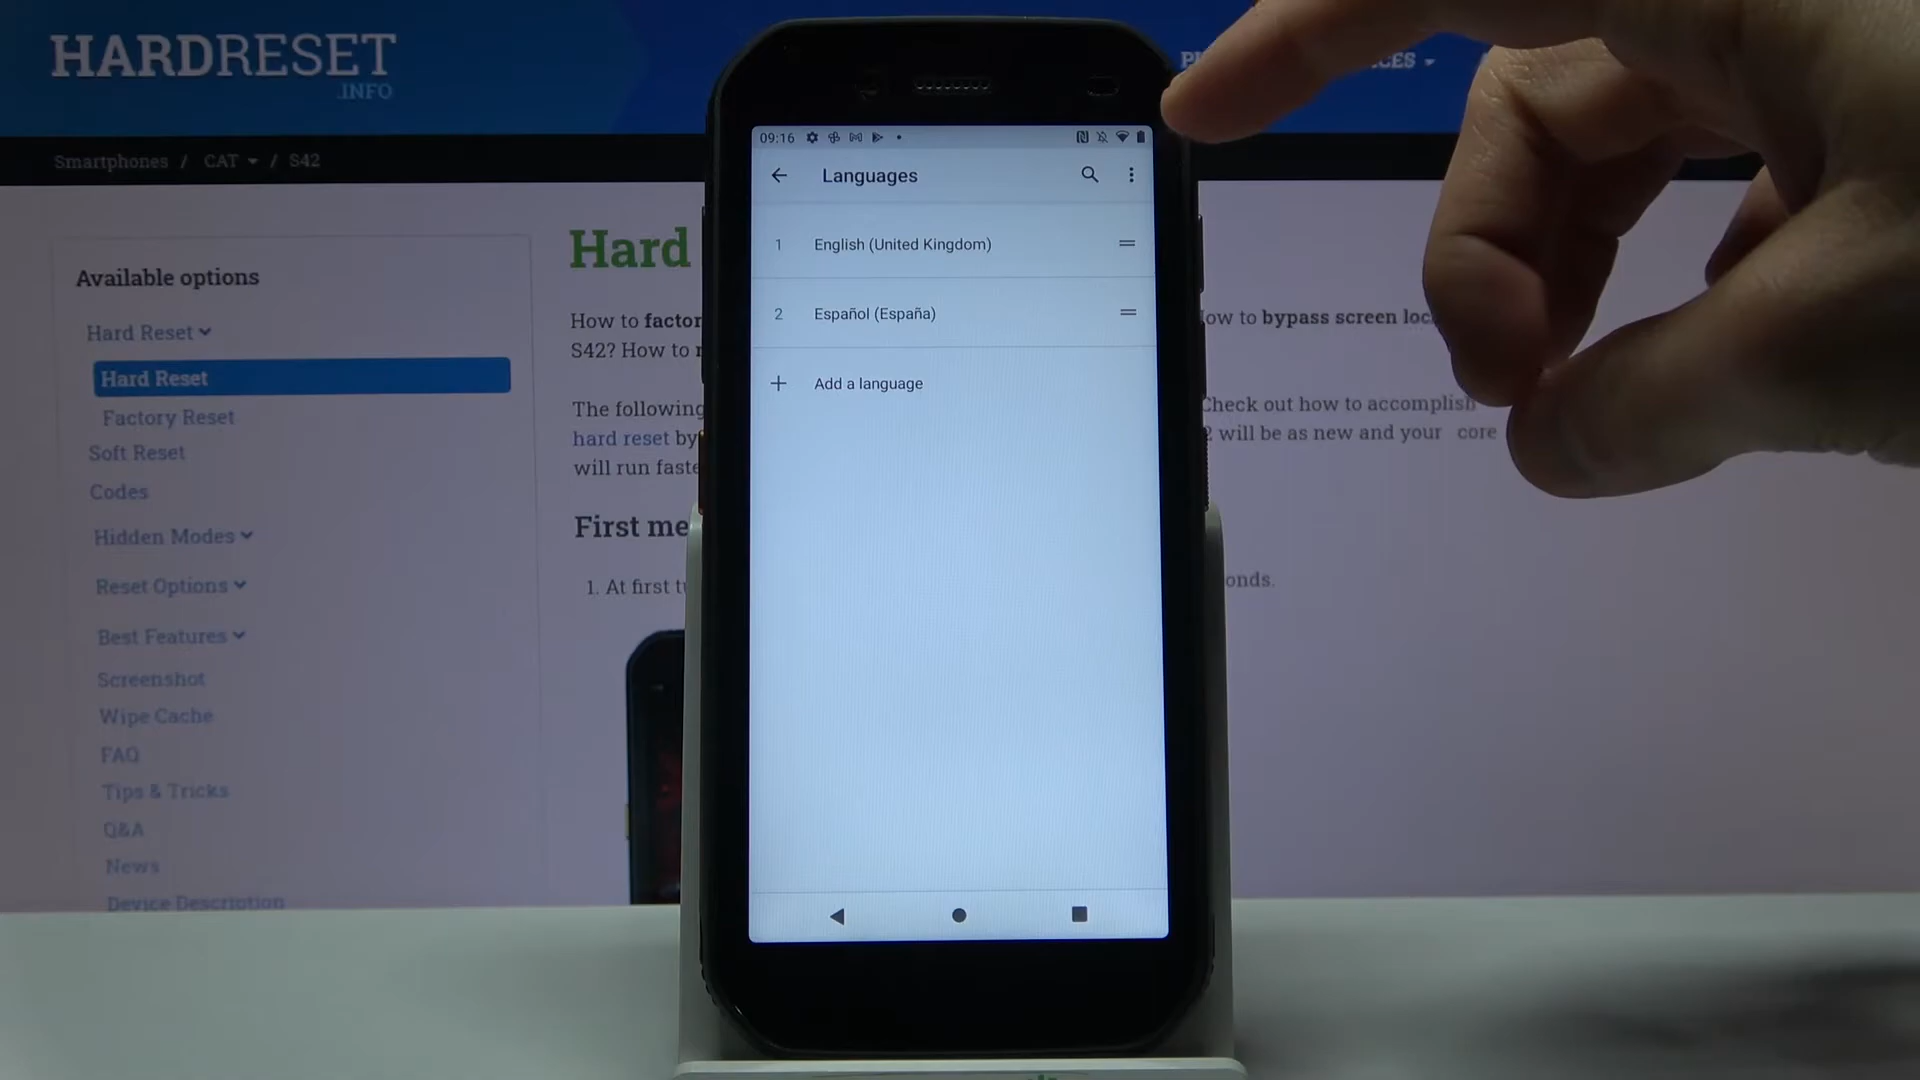 HARDRESET
.INFO
Smartphones / CAT / S42
Available options
Hard Reset
Hard Reset
Factory Reset
Soft Reset
Codes
Hidden Modes
Reset Options
Best Features
Screenshot
Wipe Cache
FAQ
Tips & Tricks
Q&A
News
Device Description
Hard
How to factor
S42? How to
The following
hard reset by
will run faste
First me
1. At first tu
09:16
Languages
1 English (United Kingdom)
2 Español (España)
+ Add a language
CES
ow to bypass screen loc
Check out how to accomplish
2 will be as new and your core
onds.